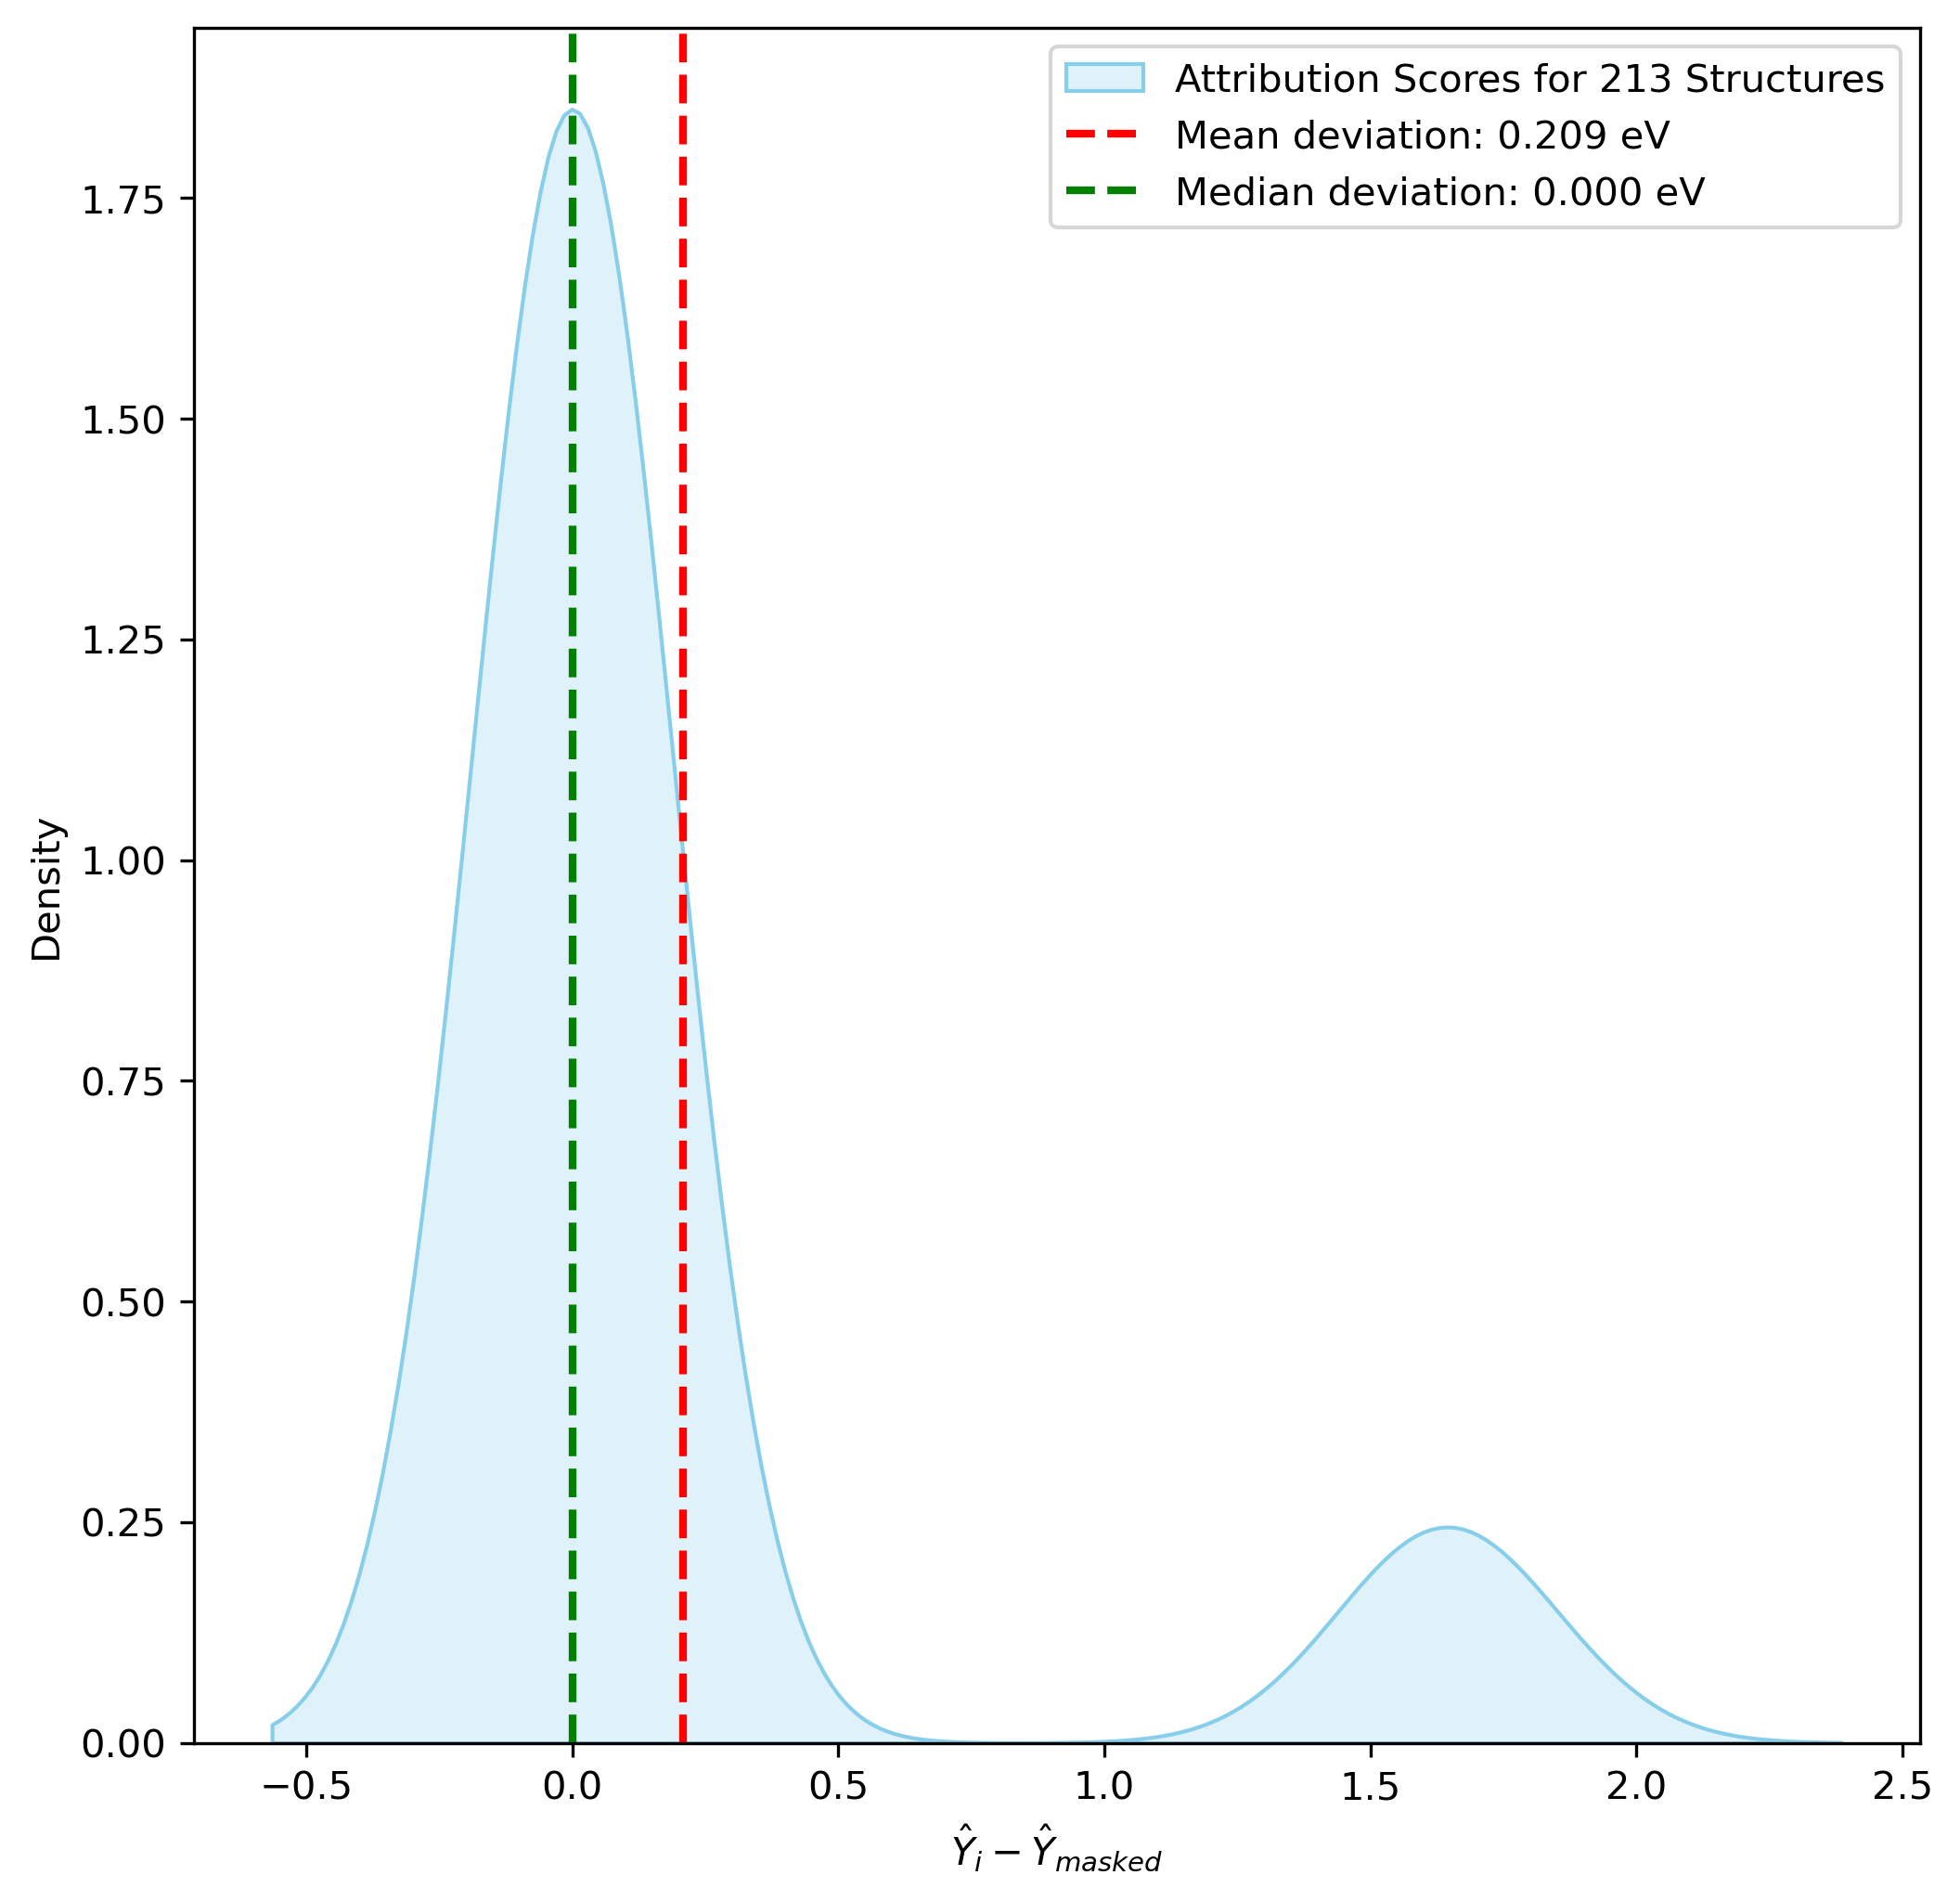 Attribution Scores for 213 Structures
Mean deviation: 0.209 eV
Median deviation: 0.000 eV
Density
1.75
1.50
1.25
1.00
0.75
0.50
0.25
0.00
−0.5 0.0 0.5 1.0 1.5 2.0 2.5
Ŷ_i − Ŷ_masked